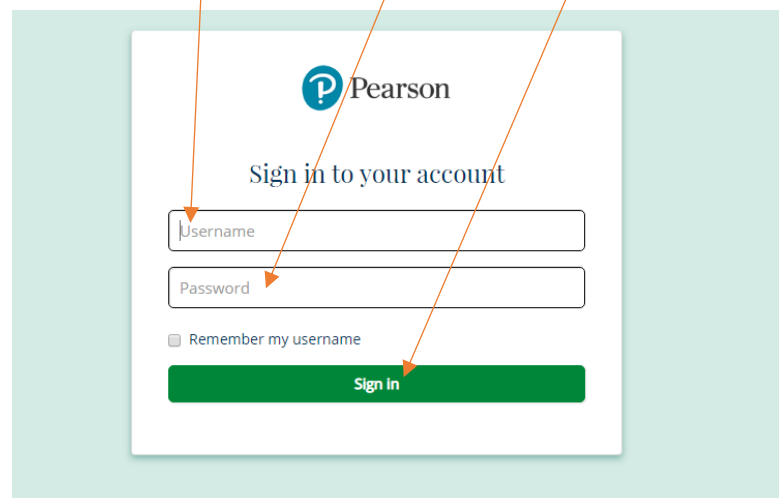 Pearson
Sign in to your account
Username
Password
Remember my username
Sign in